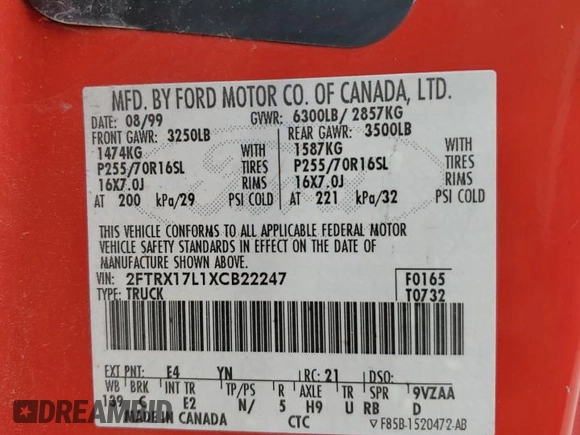 MFD. BY FORD MOTOR CO. OF CANADA, LTD.
DATE: 08/99 GVWR: 6300LB/ 2857KG
FRONT GAWR: 3250LB REAR GAWR: 3500LB
1474KG WITH 1587KG WITH
P255/70R16SL TIRES P255/70R16SL TIRES
16X7.0J RIMS 16X7.0J RIMS
AT 200 kPa/29 PSI COLD AT 221 kPa/32 PSI COLD
THIS VEHICLE CONFORMS TO ALL APPLICABLE FEDERAL MOTOR
VEHICLE SAFETY STANDARDS IN EFFECT ON THE DATE OF
MANUFACTURE SHOWN ABOVE.
VIN: 2FTRX17L1XCB22247 F0165
TYPE: TRUCK T0732
EXT PNT: E4 YN RC: 21 DSO:
WB BRK INT TR TP/PS R AXLE TR SPR 9VZAA
139 C E2 N/ 5 H9 U RB D
MADE IN CANADA CTC F85B-1520472-AB
DREAMBID